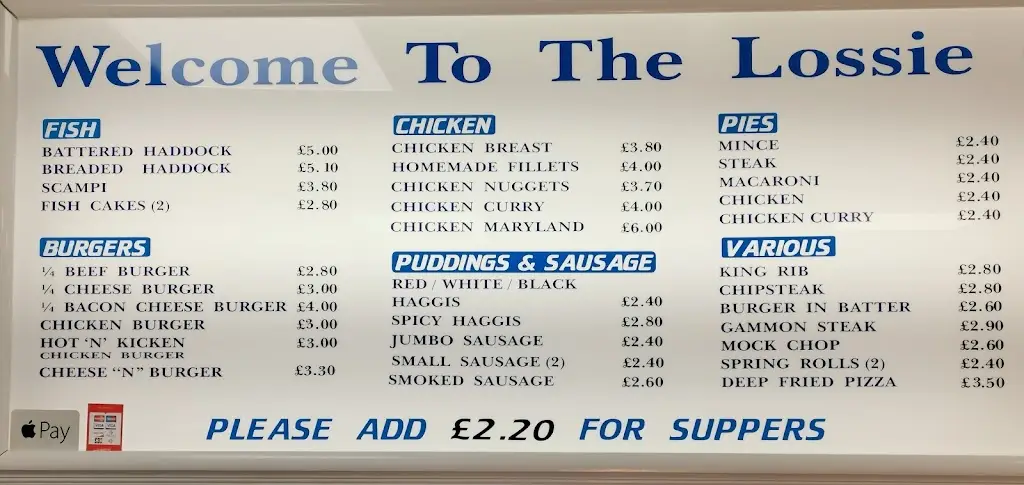 Welcome To The Lossie
FISH
BATTERED HADDOCK £5.00
BREADED HADDOCK £5.10
SCAMPI £3.80
FISH CAKES (2) £2.80
BURGERS
¼ BEEF BURGER £2.80
¼ CHEESE BURGER £3.00
¼ BACON CHEESE BURGER £4.00
CHICKEN BURGER £3.00
HOT 'N' KICKEN £3.00
CHICKEN BURGER
CHEESE "N" BURGER £3.30
CHICKEN
CHICKEN BREAST £3.80
HOMEMADE FILLETS £4.00
CHICKEN NUGGETS £3.70
CHICKEN CURRY £4.00
CHICKEN MARYLAND £6.00
PUDDINGS & SAUSAGE
RED / WHITE / BLACK
HAGGIS £2.40
SPICY HAGGIS £2.80
JUMBO SAUSAGE £2.40
SMALL SAUSAGE (2) £2.40
SMOKED SAUSAGE £2.60
PIES
MINCE £2.40
STEAK £2.40
MACARONI £2.40
CHICKEN £2.40
CHICKEN CURRY £2.40
VARIOUS
KING RIB £2.80
CHIPSTEAK £2.80
BURGER IN BATTER £2.60
GAMMON STEAK £2.90
MOCK CHOP £2.60
SPRING ROLLS (2) £2.40
DEEP FRIED PIZZA £3.50
PLEASE ADD £2.20 FOR SUPPERS
Pay